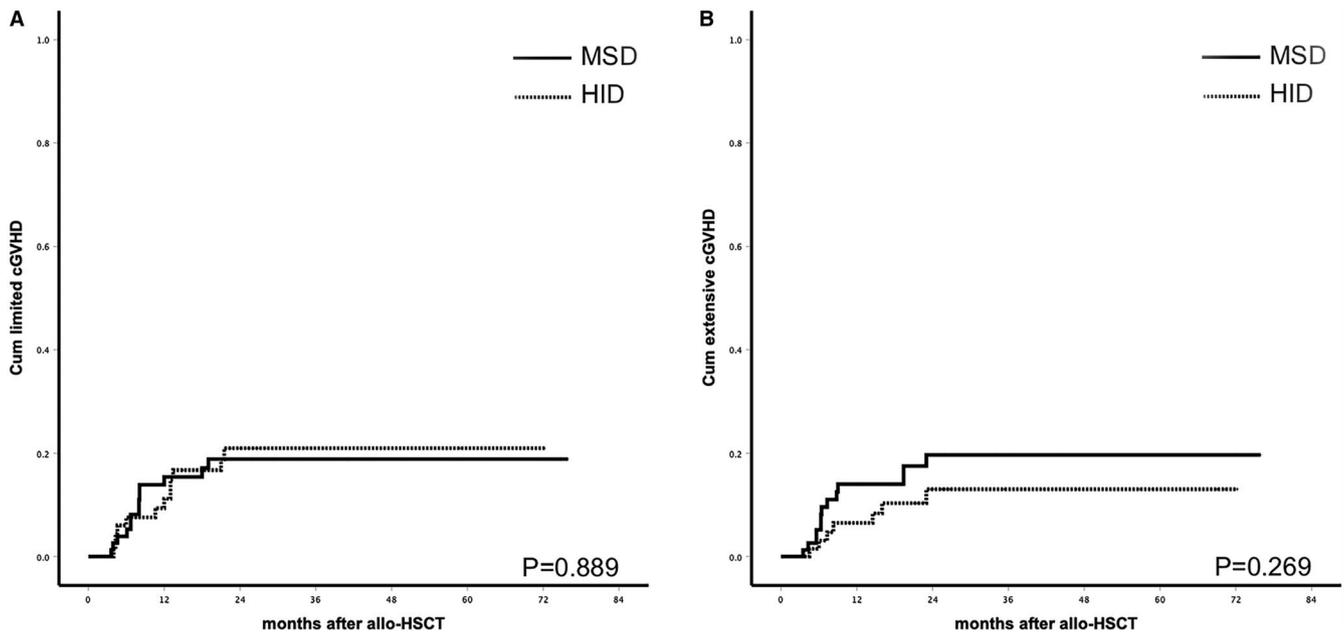 A
1.0
0.8
0.6
0.4
0.2
0.0
Cum limited cGVHD
MSD
HID
P=0.889
0 12 24 36 48 60 72 84
months after allo-HSCT
B
1.0
0.8
0.6
0.4
0.2
0.0
Cum extensive cGVHD
MSD
HID
P=0.269
0 12 24 36 48 60 72 84
months after allo-HSCT